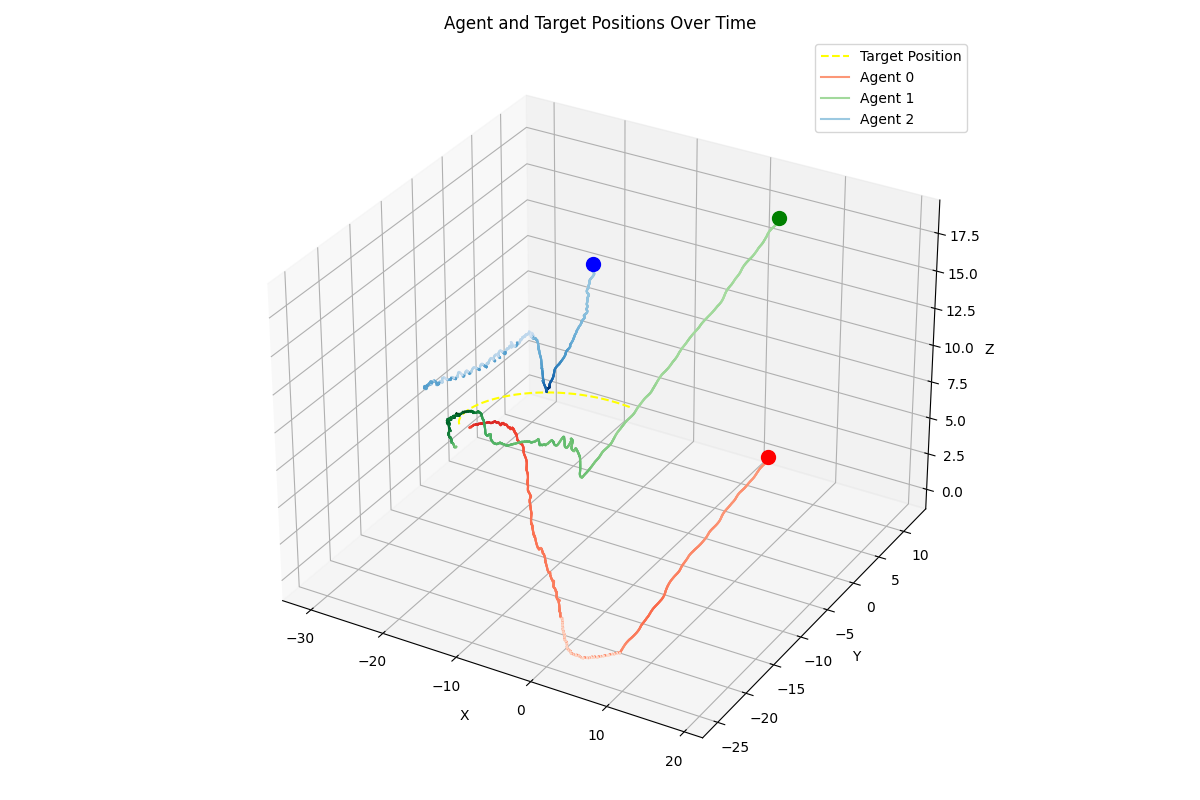 Agent and Target Positions Over Time
Target Position
Agent 0
Agent 1
Agent 2
17.5
15.0
12.5
10.0
7.5
5.0
2.5
0.0
Z
10
5
0
−5
−10
−15
−20
−25
Y
−30
−20
−10
0
10
20
X